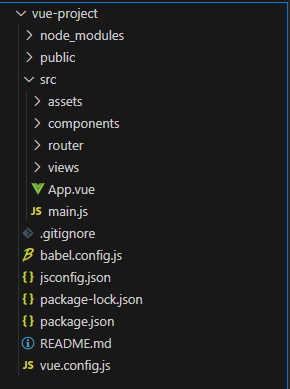 vue-project
node_modules
public
src
assets
components
router
views
App.vue
JS main.js
.gitignore
babel.config.js
{} jsconfig.json
{} package-lock.json
{} package.json
README.md
JS vue.config.js